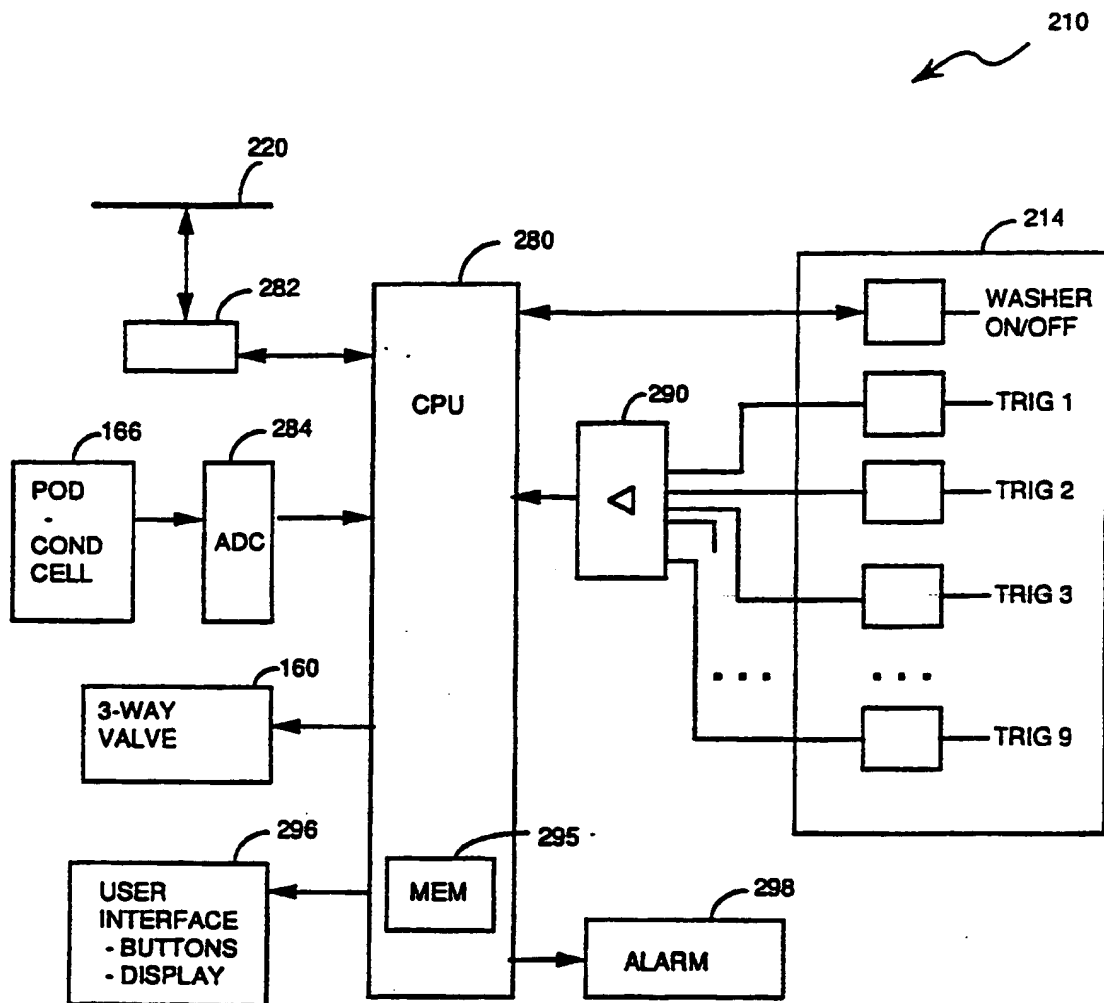 210
220
280
214
282
WASHER
ON/OFF
CPU
290
TRIG 1
166
284
POD
-
COND
CELL
ADC
TRIG 2
TRIG 3
160
3-WAY
VALVE
TRIG 9
296
295
USER
INTERFACE
- BUTTONS
- DISPLAY
MEM
298
ALARM